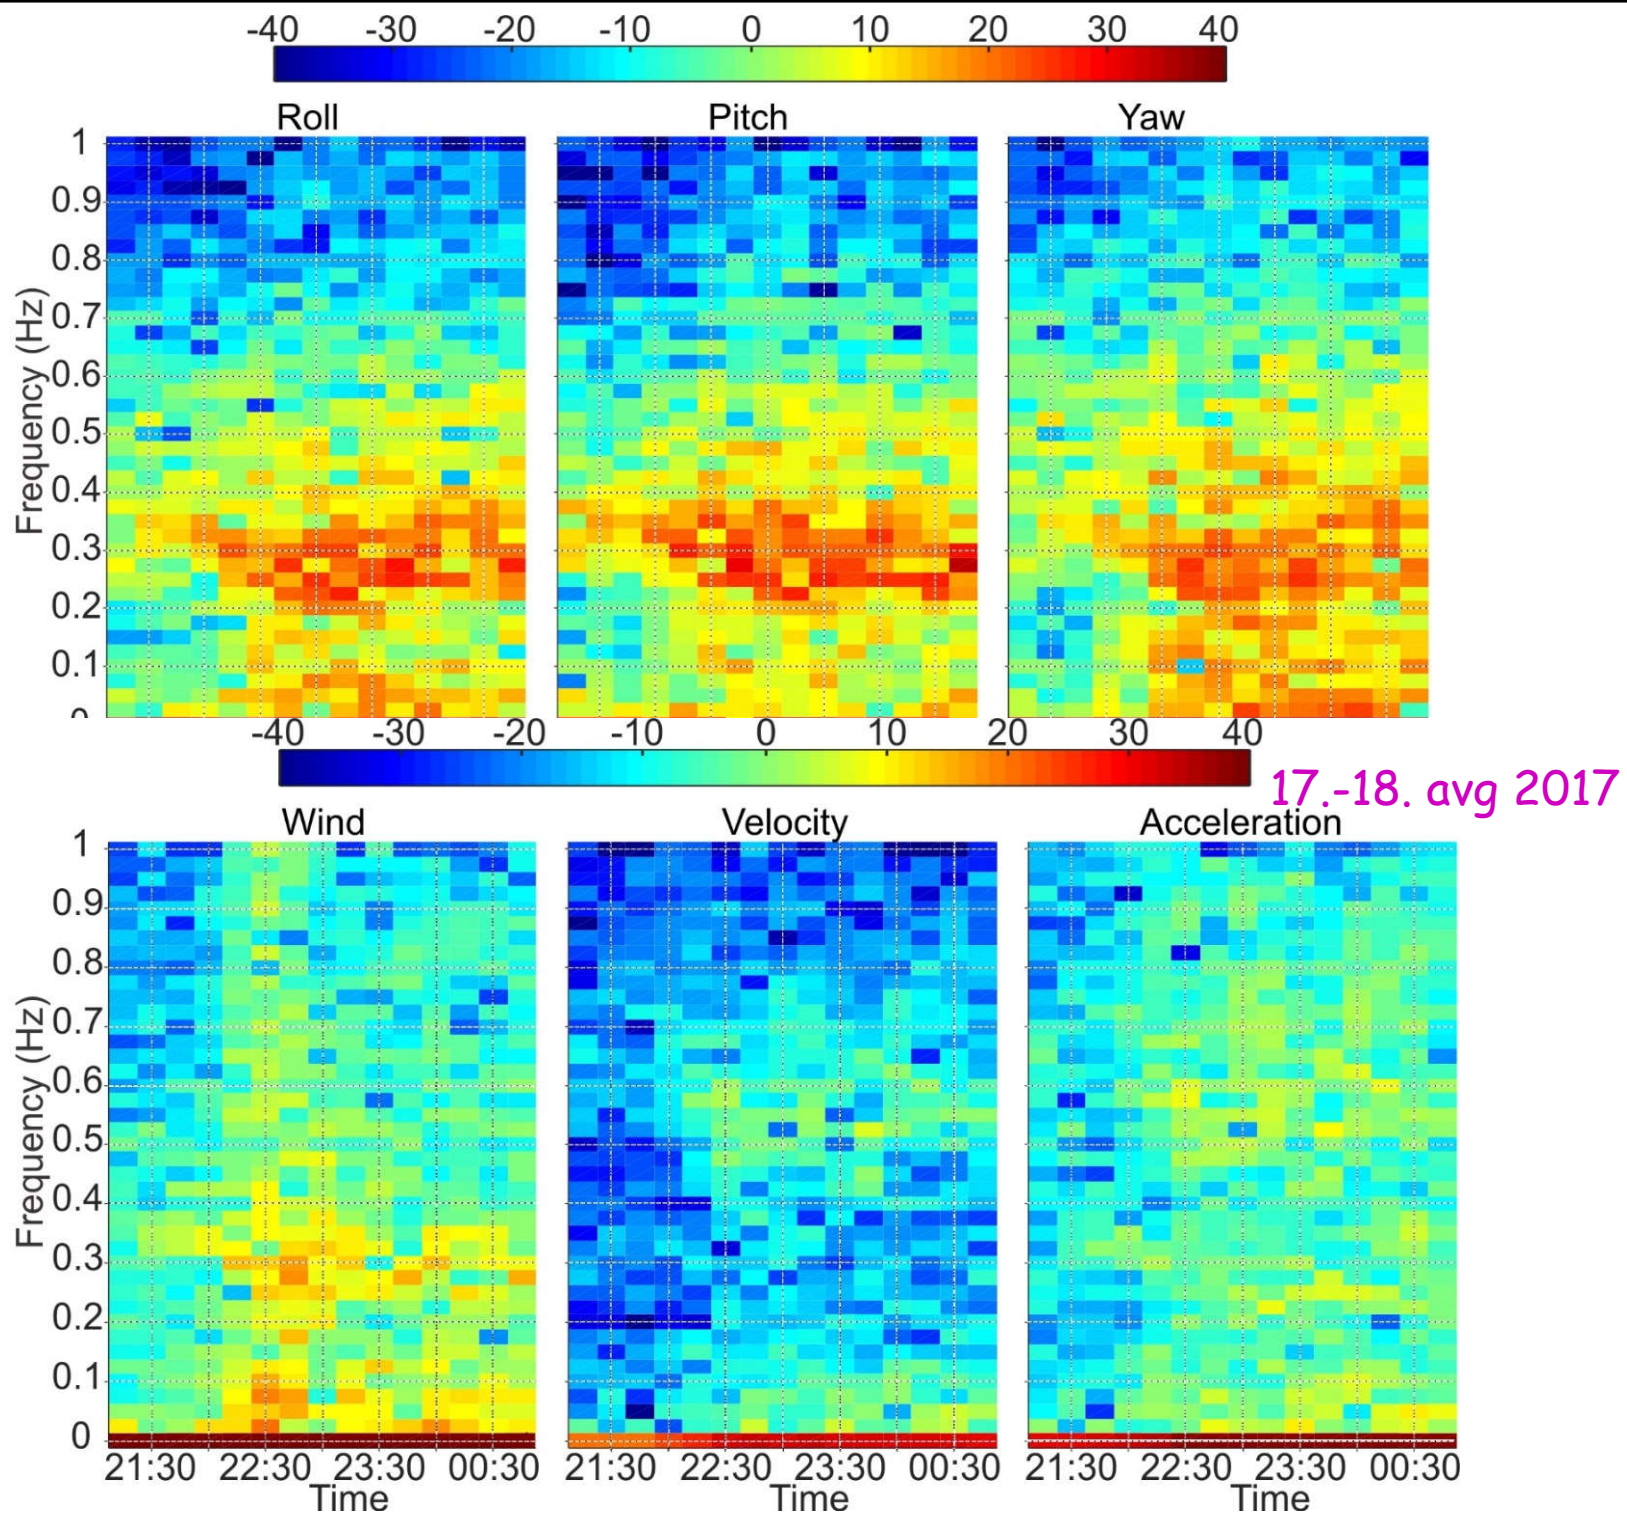 -40 -30 -20 -10 0 10 20 30 40
Roll Pitch Yaw
Frequency (Hz)
1
0.9
0.8
0.7
0.6
0.5
0.4
0.3
0.2
0.1
0
-40 -30 -20 -10 0 10 20 30 40
17.-18. avg 2017
Wind Velocity Acceleration
Frequency (Hz)
1
0.9
0.8
0.7
0.6
0.5
0.4
0.3
0.2
0.1
0
21:30 22:30 23:30 00:30 21:30 22:30 23:30 00:30 21:30 22:30 23:30 00:30
Time Time Time